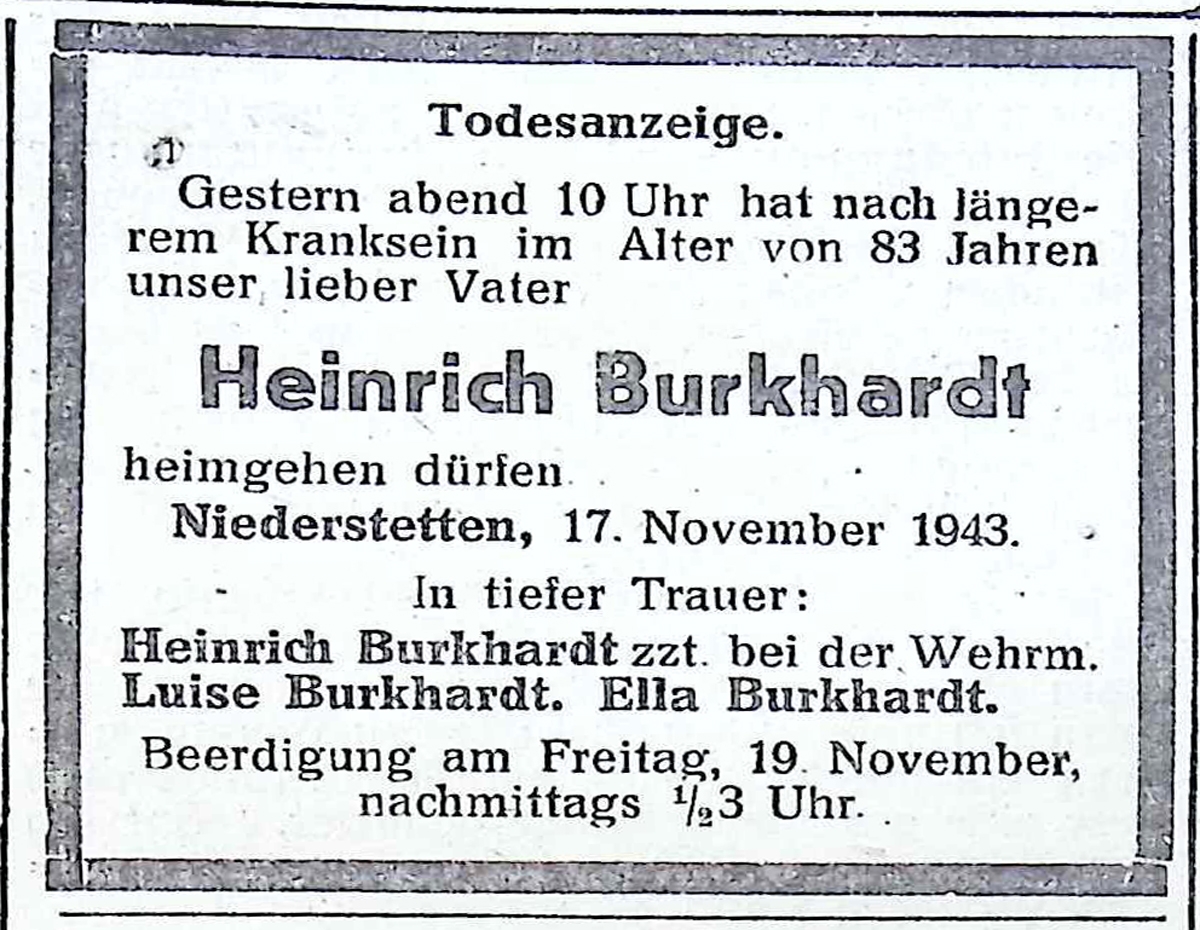 Todesanzeige.
Gestern abend 10 Uhr hat nach länge-
rem Kranksein im Alter von 83 Jahren
unser lieber Vater
Heinrich Burkhardt
heimgehen dürfen.
Niederstetten, 17. November 1943.
In tiefer Trauer:
Heinrich Burkhardt zzt. bei der Wehrm.
Luise Burkhardt. Ella Burkhardt.
Beerdigung am Freitag, 19. November,
nachmittags ½3 Uhr.